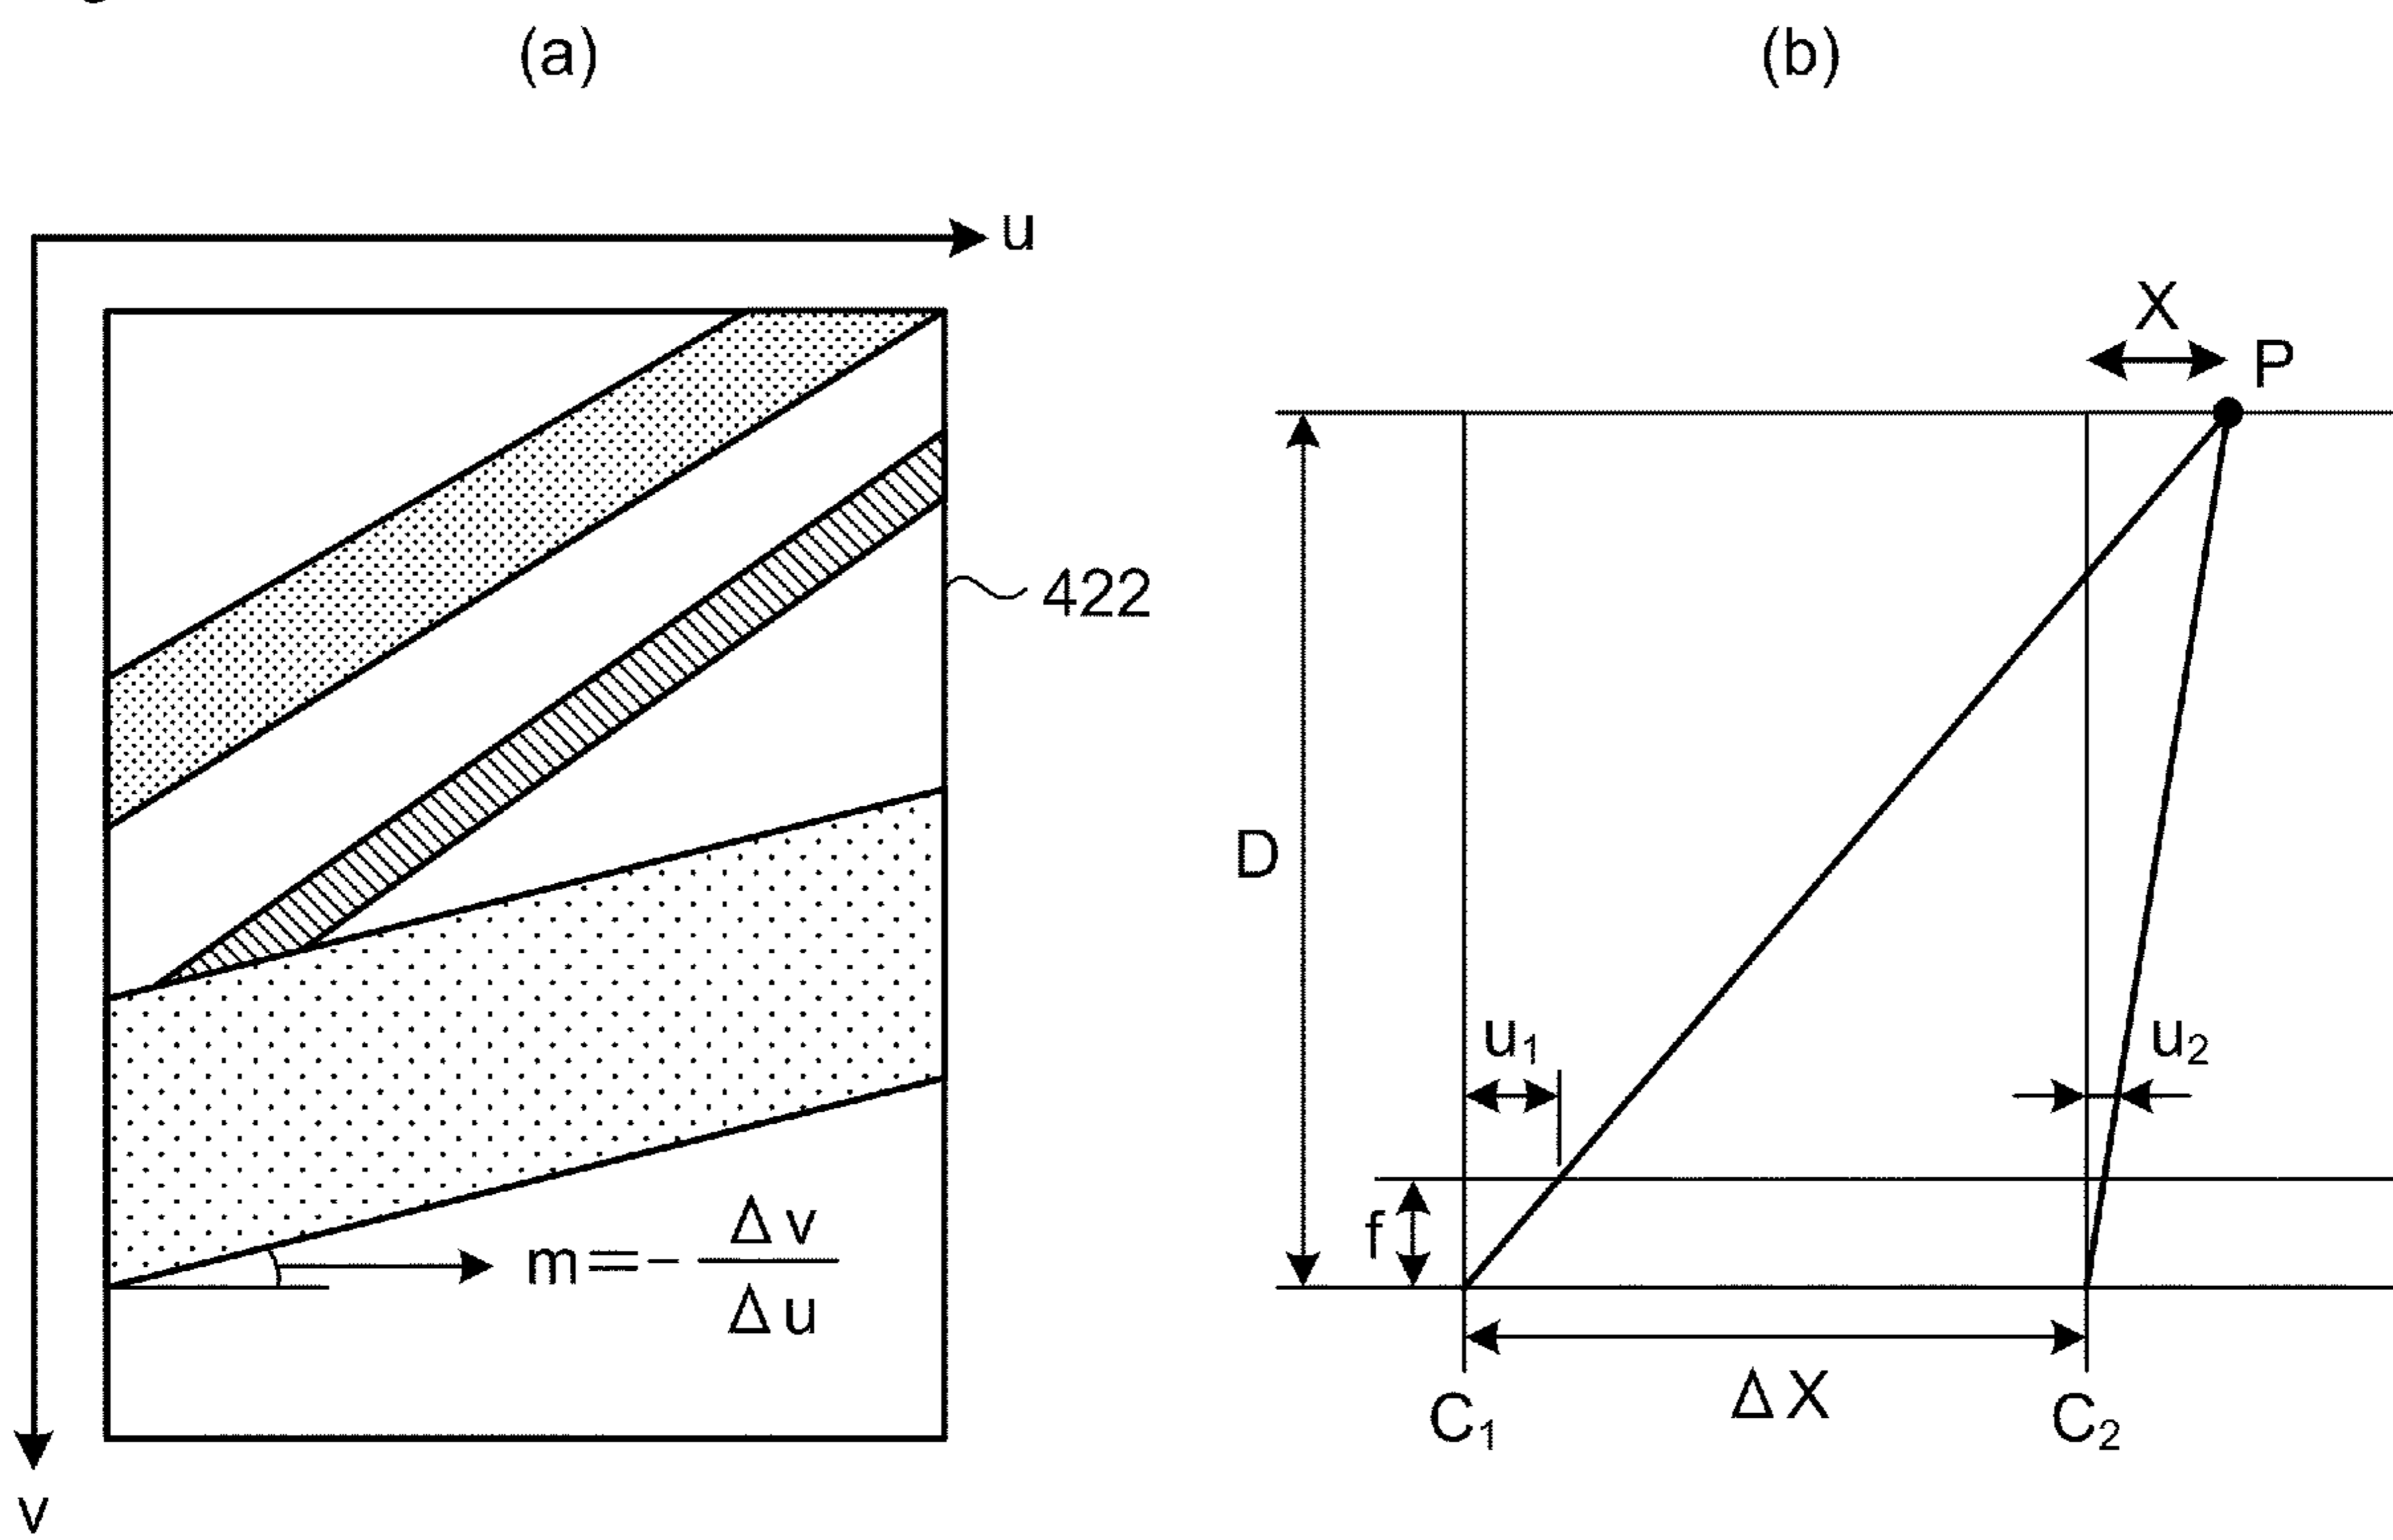 (a)
u
422
m=-Δv/Δu
v
(b)
X
P
D
u₁
u₂
f
ΔX
C₁
C₂